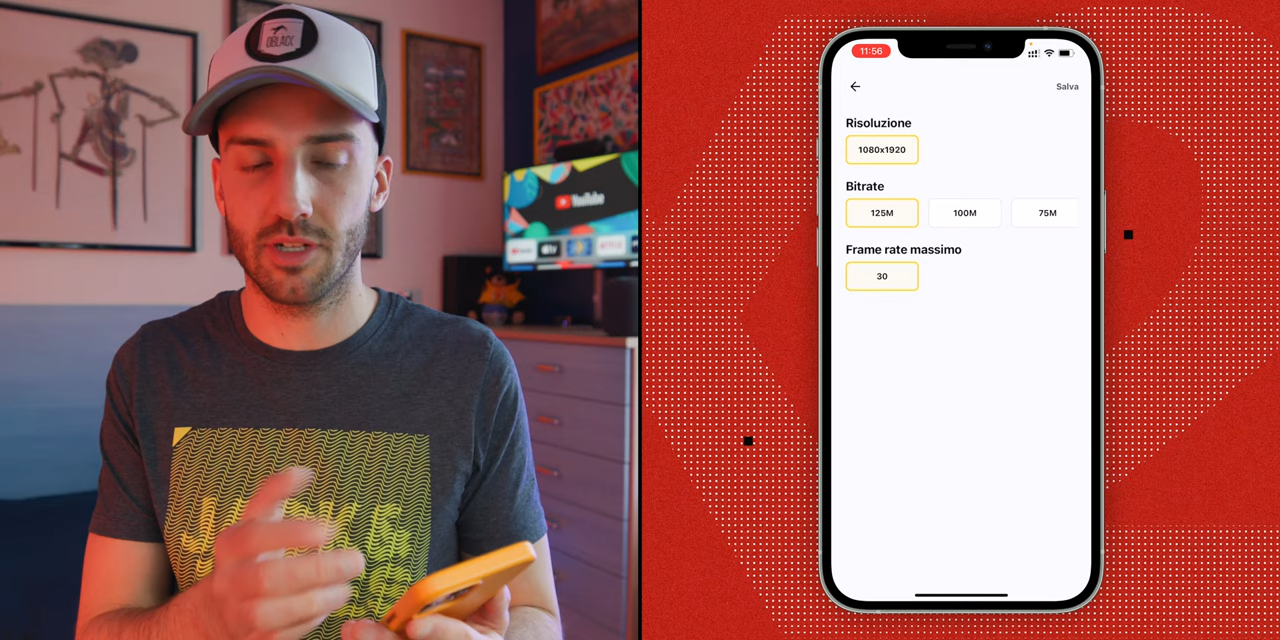 YouTube
11:56
Salva
Risoluzione
1080x1920
Bitrate
125M 100M 75M
Frame rate massimo
30